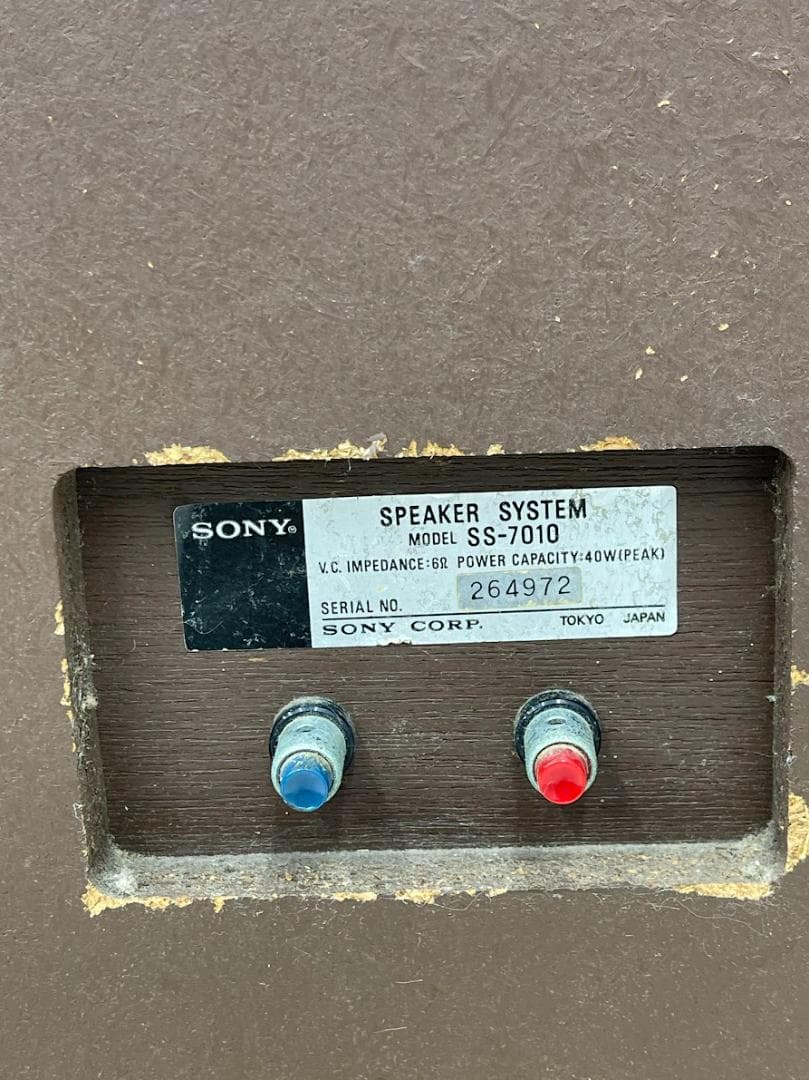 SONY®
SPEAKER SYSTEM
MODEL SS-7010
V.C. IMPEDANCE:6Ω POWER CAPACITY:40W(PEAK)
SERIAL NO. 264972
SONY CORP. TOKYO JAPAN